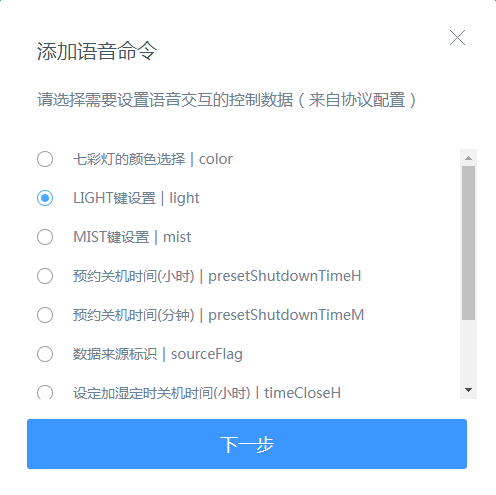 添加语音命令
请选择需要设置语音交互的控制数据（来自协议配置）
七彩灯的颜色选择 | color
LIGHT键设置 | light
MIST键设置 | mist
预约关机时间(小时) | presetShutdownTimeH
预约关机时间(分钟) | presetShutdownTimeM
数据来源标识 | sourceFlag
设定加湿定时关机时间(小时) | timeCloseH
下一步